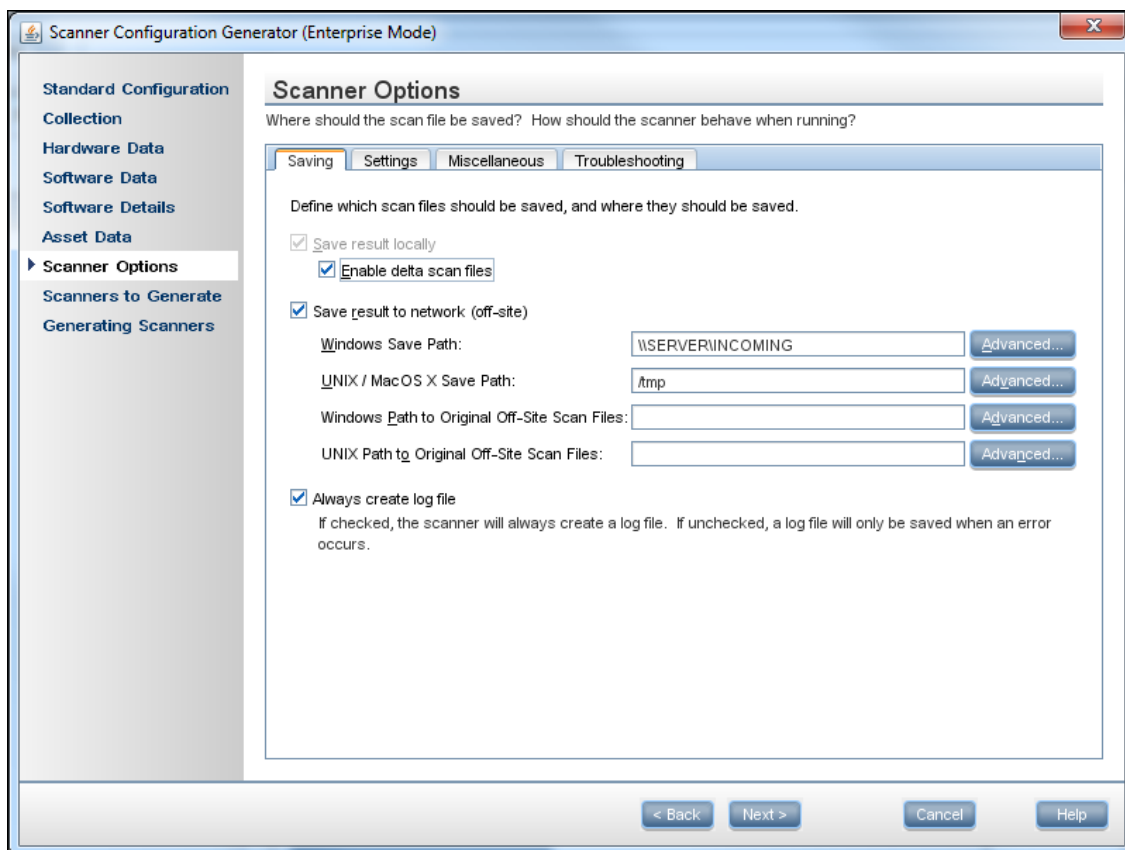 Scanner Configuration Generator (Enterprise Mode)
Standard Configuration
Collection
Hardware Data
Software Data
Software Details
Asset Data
Scanner Options
Scanners to Generate
Generating Scanners
Scanner Options
Where should the scan file be saved? How should the scanner behave when running?
Saving Settings Miscellaneous Troubleshooting
Define which scan files should be saved, and where they should be saved.
Save result locally
Enable delta scan files
Save result to network (off-site)
Windows Save Path: \\SERVER\INCOMING Advanced...
UNIX / MacOS X Save Path: /tmp Advanced...
Windows Path to Original Off-Site Scan Files: Advanced...
UNIX Path to Original Off-Site Scan Files: Advanced...
Always create log file
If checked, the scanner will always create a log file. If unchecked, a log file will only be saved when an error
occurs.
< Back Next > Cancel Help